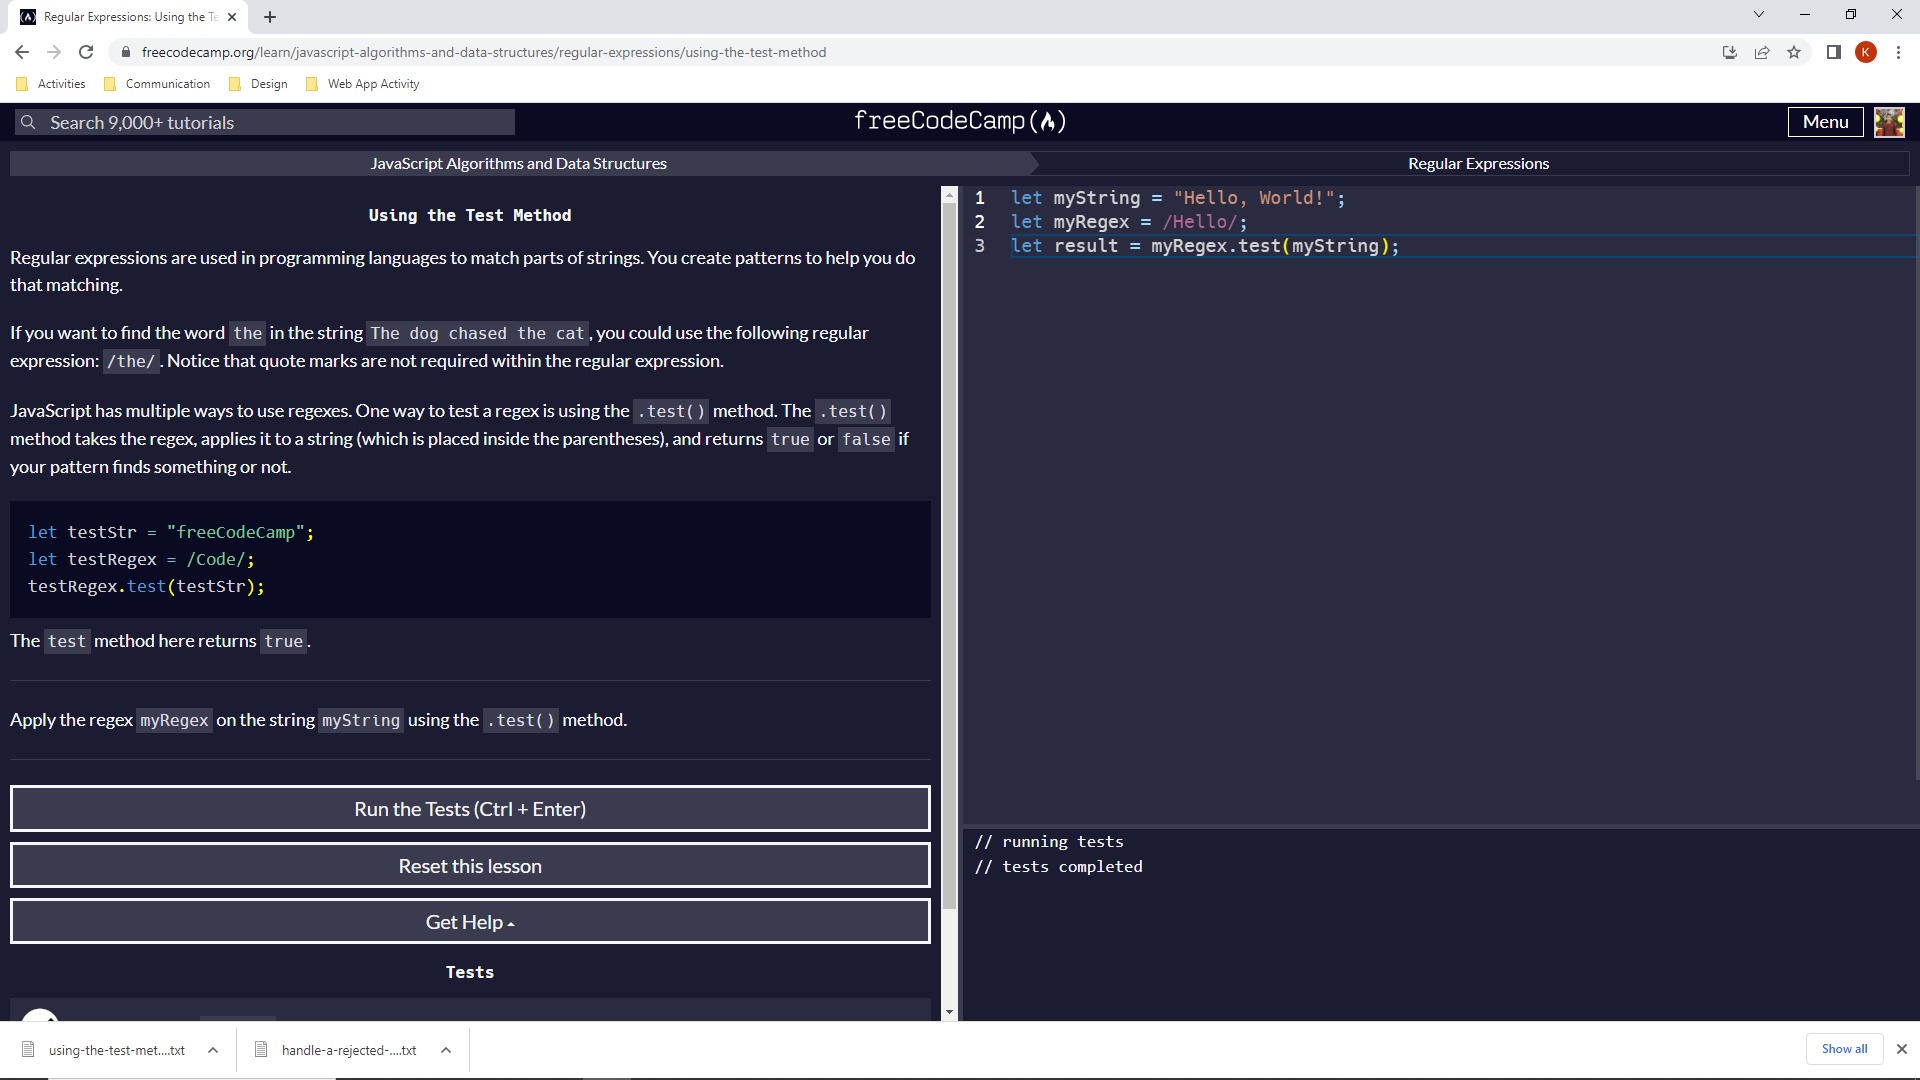 Regular Expressions: Using the Te
freecodecamp.org/learn/javascript-algorithms-and-data-structures/regular-expressions/using-the-test-method
K
Activities
Communication
Design
Web App Activity
Search 9,000+ tutorials
freeCodeCamp
Menu
JavaScript Algorithms and Data Structures
Regular Expressions
Using the Test Method
Regular expressions are used in programming languages to match parts of strings. You create patterns to help you do
that matching.
If you want to find the word the in the string The dog chased the cat, you could use the following regular
expression: /the/. Notice that quote marks are not required within the regular expression.
JavaScript has multiple ways to use regexes. One way to test a regex is using the .test() method. The .test()
method takes the regex, applies it to a string (which is placed inside the parentheses), and returns true or false if
your pattern finds something or not.
let testStr = "freeCodeCamp";
let testRegex = /Code/;
testRegex.test(testStr);
The test method here returns true.
Apply the regex myRegex on the string myString using the .test() method.
Run the Tests (Ctrl + Enter)
Reset this lesson
Get Help
Tests
1 let myString = "Hello, World!";
2 let myRegex = /Hello/;
3 let result = myRegex.test(myString);
// running tests
// tests completed
using-the-test-met....txt
handle-a-rejected-....txt
Show all